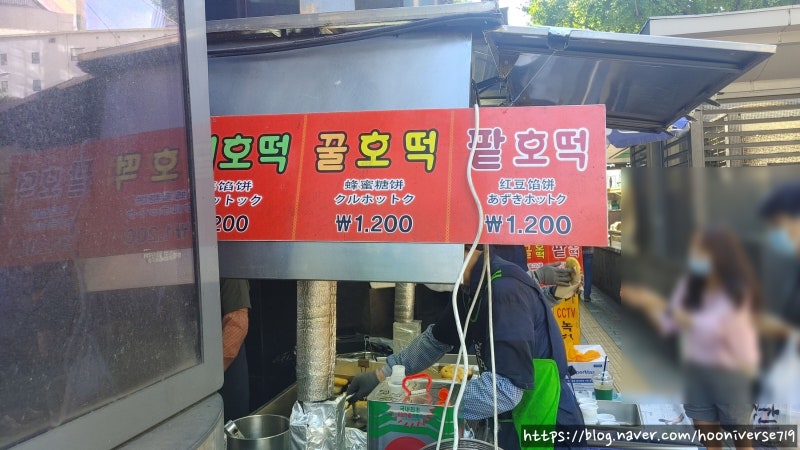 호떡
馅饼
ットック
200
꿀호떡
蜂蜜糖饼
クルホットク
₩1.200
팥호떡
红豆馅饼
あずきホットク
₩1.200
CCTV
https://blog.naver.com/hooniverse719